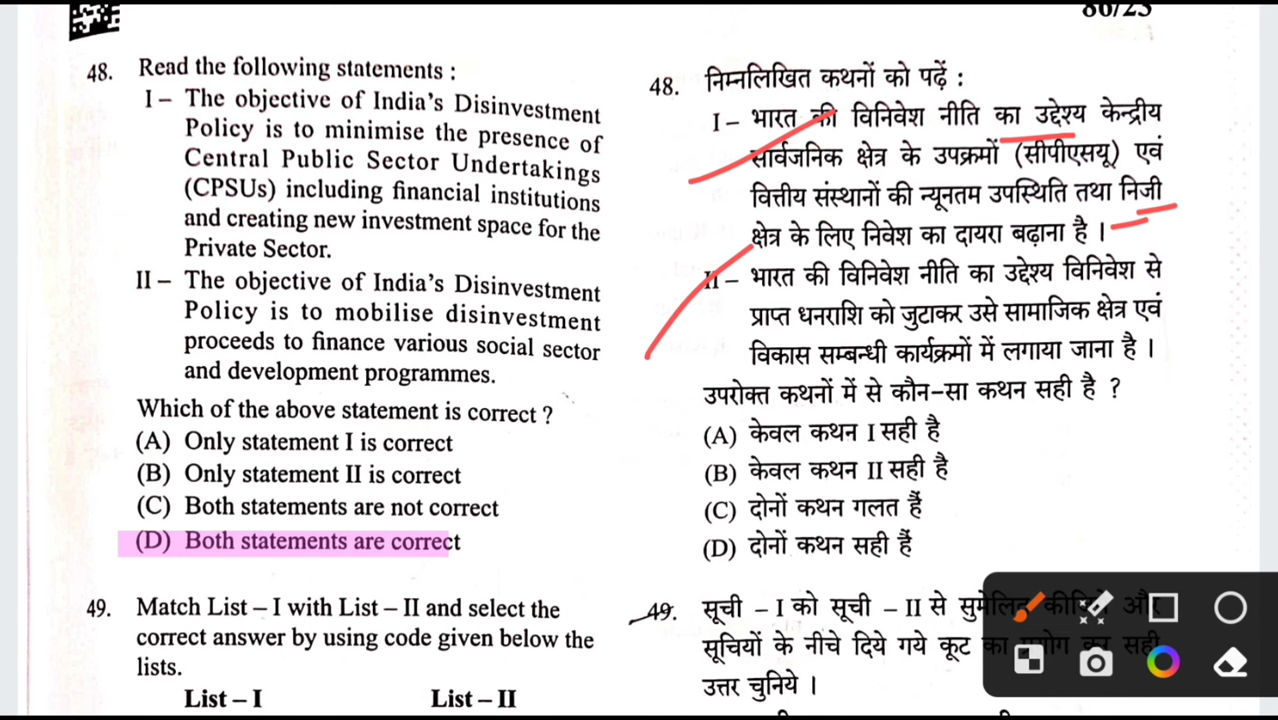 80/23
48. Read the following statements :
I – The objective of India's Disinvestment
Policy is to minimise the presence of
Central Public Sector Undertakings
(CPSUs) including financial institutions
and creating new investment space for the
Private Sector.
II – The objective of India's Disinvestment
Policy is to mobilise disinvestment
proceeds to finance various social sector
and development programmes.
Which of the above statement is correct ?
(A) Only statement I is correct
(B) Only statement II is correct
(C) Both statements are not correct
(D) Both statements are correct
49. Match List – I with List – II and select the
correct answer by using code given below the
lists.
List – I List – II
48. निम्नलिखित कथनों को पढ़ें :
I – भारत की विनिवेश नीति का उद्देश्य केन्द्रीय
सार्वजनिक क्षेत्र के उपक्रमों (सीपीएसयू) एवं
वित्तीय संस्थानों की न्यूनतम उपस्थिति तथा निजी
क्षेत्र के लिए निवेश का दायरा बढ़ाना है ।
II – भारत की विनिवेश नीति का उद्देश्य विनिवेश से
प्राप्त धनराशि को जुटाकर उसे सामाजिक क्षेत्र एवं
विकास सम्बन्धी कार्यक्रमों में लगाया जाना है ।
उपरोक्त कथनों में से कौन-सा कथन सही है ?
(A) केवल कथन I सही है
(B) केवल कथन II सही है
(C) दोनों कथन गलत हैं
(D) दोनों कथन सही हैं
49. सूची – I को सूची – II से सुमेलित कीजिये और
सूचियों के नीचे दिये गये कूट का सही
उत्तर चुनिये ।